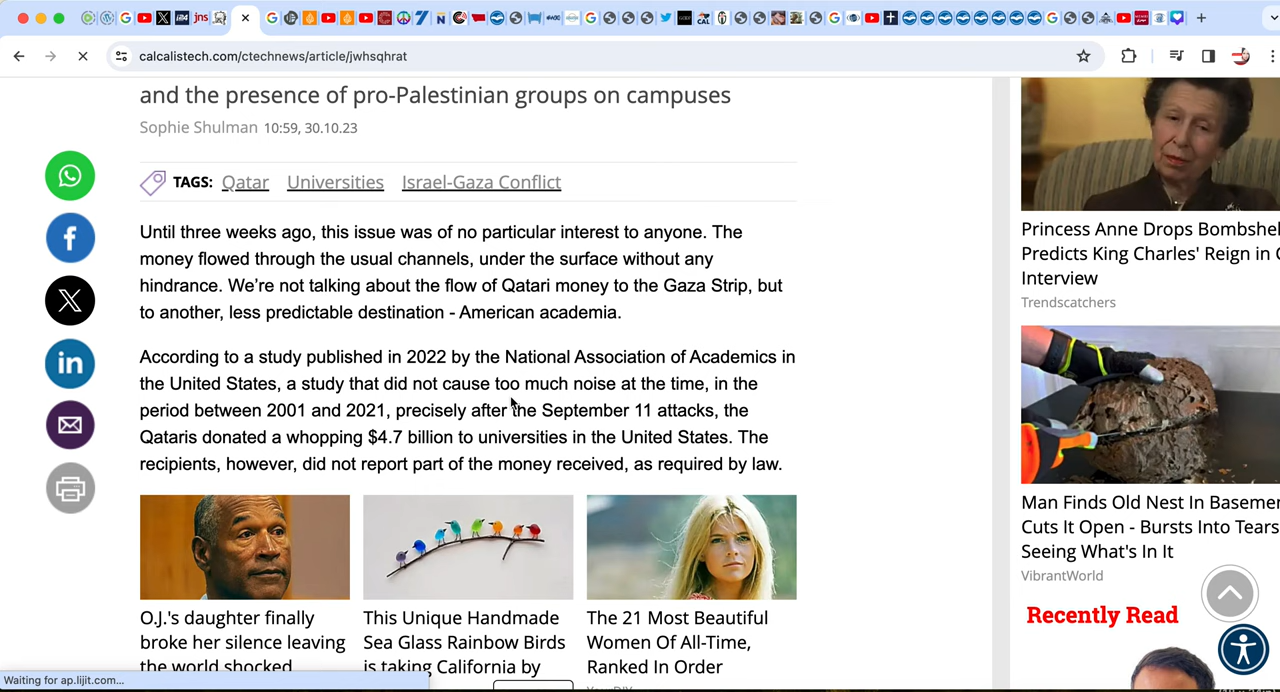 jns
calcalistech.com/ctechnews/article/jwhsqhrat
and the presence of pro-Palestinian groups on campuses
Sophie Shulman 10:59, 30.10.23
TAGS: Qatar Universities Israel-Gaza Conflict
Until three weeks ago, this issue was of no particular interest to anyone. The
money flowed through the usual channels, under the surface without any
hindrance. We’re not talking about the flow of Qatari money to the Gaza Strip, but
to another, less predictable destination - American academia.
According to a study published in 2022 by the National Association of Academics in
the United States, a study that did not cause too much noise at the time, in the
period between 2001 and 2021, precisely after the September 11 attacks, the
Qataris donated a whopping $4.7 billion to universities in the United States. The
recipients, however, did not report part of the money received, as required by law.
O.J.'s daughter finally
broke her silence leaving
the world shocked
This Unique Handmade
Sea Glass Rainbow Birds
is taking California by
The 21 Most Beautiful
Women Of All-Time,
Ranked In Order
Princess Anne Drops Bombshel
Predicts King Charles' Reign in
Interview
Trendscatchers
Man Finds Old Nest In Basemen
Cuts It Open - Bursts Into Tears
Seeing What's In It
VibrantWorld
Recently Read
Waiting for ap.lijit.com...